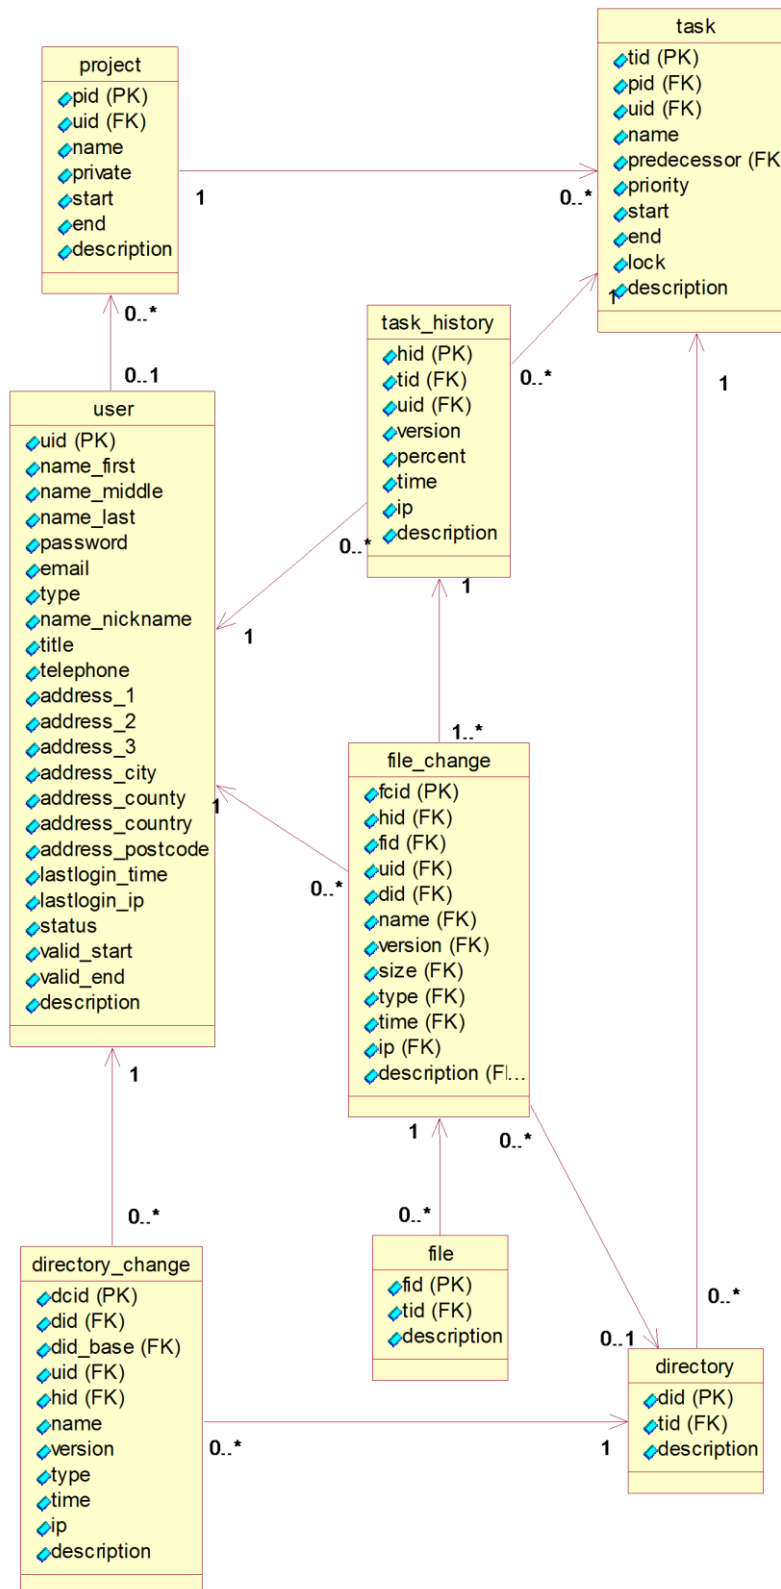 project
pid (PK)
uid (FK)
name
private
start
end
description
task
tid (PK)
pid (FK)
uid (FK)
name
predecessor (FK
priority
start
end
lock
description
1
0..*
0..*
0..1
task_history
hid (PK)
tid (FK)
uid (FK)
version
percent
time
ip
description
1
0..*
0..*
1
1
user
uid (PK)
name_first
name_middle
name_last
password
email
type
name_nickname
title
telephone
address_1
address_2
address_3
address_city
address_county
address_country
address_postcode
lastlogin_time
lastlogin_ip
status
valid_start
valid_end
description
1
1..*
file_change
fcid (PK)
hid (FK)
fid (FK)
uid (FK)
did (FK)
name (FK)
version (FK)
size (FK)
type (FK)
time (FK)
ip (FK)
description (F...
1
0..*
1
0..*
1
0..*
0..*
file
fid (PK)
tid (FK)
description
directory_change
dcid (PK)
did (FK)
did_base (FK)
uid (FK)
hid (FK)
name
version
type
time
ip
description
0..*
1
0..1
0..*
directory
did (PK)
tid (FK)
description